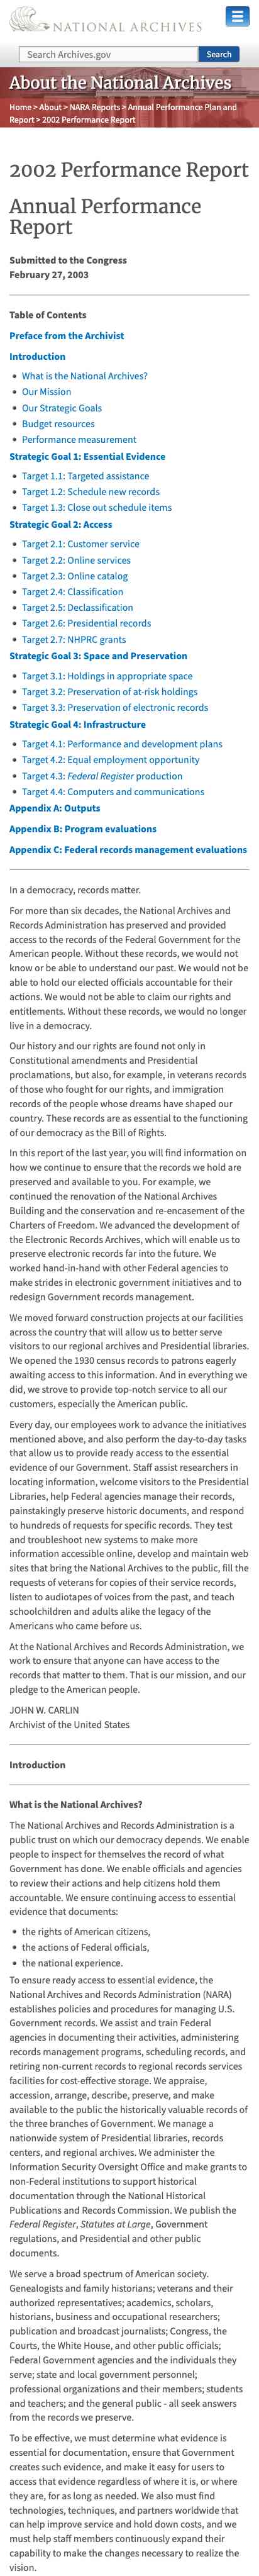 NATIONAL ARCHIVES
Search Archives.gov
Search
About the National Archives
Home > About > NARA Reports > Annual Performance Plan and
Report > 2002 Performance Report
2002 Performance Report
Annual Performance
Report
Submitted to the Congress
February 27, 2003
Table of Contents
Preface from the Archivist
Introduction
• What is the National Archives?
• Our Mission
• Our Strategic Goals
• Budget resources
• Performance measurement
Strategic Goal 1: Essential Evidence
• Target 1.1: Targeted assistance
• Target 1.2: Schedule new records
• Target 1.3: Close out schedule items
Strategic Goal 2: Access
• Target 2.1: Customer service
• Target 2.2: Online services
• Target 2.3: Online catalog
• Target 2.4: Classification
• Target 2.5: Declassification
• Target 2.6: Presidential records
• Target 2.7: NHPRC grants
Strategic Goal 3: Space and Preservation
• Target 3.1: Holdings in appropriate space
• Target 3.2: Preservation of at-risk holdings
• Target 3.3: Preservation of electronic records
Strategic Goal 4: Infrastructure
• Target 4.1: Performance and development plans
• Target 4.2: Equal employment opportunity
• Target 4.3: Federal Register production
• Target 4.4: Computers and communications
Appendix A: Outputs
Appendix B: Program evaluations
Appendix C: Federal records management evaluations
In a democracy, records matter.
For more than six decades, the National Archives and
Records Administration has preserved and provided
access to the records of the Federal Government for the
American people. Without these records, we would not
know or be able to understand our past. We would not be
able to hold our elected officials accountable for their
actions. We would not be able to claim our rights and
entitlements. Without these records, we would no longer
live in a democracy.
Our history and our rights are found not only in
Constitutional amendments and Presidential
proclamations, but also, for example, in veterans records
of those who fought for our rights, and immigration
records of the people whose dreams have shaped our
country. These records are as essential to the functioning
of our democracy as the Bill of Rights.
In this report of the last year, you will find information on
how we continue to ensure that the records we hold are
preserved and available to you. For example, we
continued the renovation of the National Archives
Building and the conservation and re-encasement of the
Charters of Freedom. We advanced the development of
the Electronic Records Archives, which will enable us to
preserve electronic records far into the future. We
worked hand-in-hand with other Federal agencies to
make strides in electronic government initiatives and to
redesign Government records management.
We moved forward construction projects at our facilities
across the country that will allow us to better serve
visitors to our regional archives and Presidential libraries.
We opened the 1930 census records to patrons eagerly
awaiting access to this information. And in everything we
did, we strove to provide top-notch service to all our
customers, especially the American public.
Every day, our employees work to advance the initiatives
mentioned above, and also perform the day-to-day tasks
that allow us to provide ready access to the essential
evidence of our Government. Staff assist researchers in
locating information, welcome visitors to the Presidential
Libraries, help Federal agencies manage their records,
painstakingly preserve historic documents, and respond
to hundreds of requests for specific records. They test
and troubleshoot new systems to make more
information accessible online, develop and maintain web
sites that bring the National Archives to the public, fill the
requests of veterans for copies of their service records,
listen to audiotapes of voices from the past, and teach
schoolchildren and adults alike the legacy of the
Americans who came before us.
At the National Archives and Records Administration, we
work to ensure that anyone can have access to the
records that matter to them. That is our mission, and our
pledge to the American people.
JOHN W. CARLIN
Archivist of the United States
Introduction
What is the National Archives?
The National Archives and Records Administration is a
public trust on which our democracy depends. We enable
people to inspect for themselves the record of what
Government has done. We enable officials and agencies
to review their actions and help citizens hold them
accountable. We ensure continuing access to essential
evidence that documents:
• the rights of American citizens,
• the actions of Federal officials,
• the national experience.
To ensure ready access to essential evidence, the
National Archives and Records Administration (NARA)
establishes policies and procedures for managing U.S.
Government records. We assist and train Federal
agencies in documenting their activities, administering
records management programs, scheduling records, and
retiring non-current records to regional records services
facilities for cost-effective storage. We appraise,
accession, arrange, describe, preserve, and make
available to the public the historically valuable records of
the three branches of Government. We manage a
nationwide system of Presidential libraries, records
centers, and regional archives. We administer the
Information Security Oversight Office and make grants to
non-Federal institutions to support historical
documentation through the National Historical
Publications and Records Commission. We publish the
Federal Register, Statutes at Large, Government
regulations, and Presidential and other public
documents.
We serve a broad spectrum of American society.
Genealogists and family historians; veterans and their
authorized representatives; academics, scholars,
historians, business and occupational researchers;
publication and broadcast journalists; Congress, the
Courts, the White House, and other public officials;
Federal Government agencies and the individuals they
serve; state and local government personnel;
professional organizations and their members; students
and teachers; and the general public - all seek answers
from the records we preserve.
To be effective, we must determine what evidence is
essential for documentation, ensure that Government
creates such evidence, and make it easy for users to
access that evidence regardless of where it is, or where
they are, for as long as needed. We also must find
technologies, techniques, and partners worldwide that
can help improve service and hold down costs, and we
must help staff members continuously expand their
capability to make the changes necessary to realize the
vision.